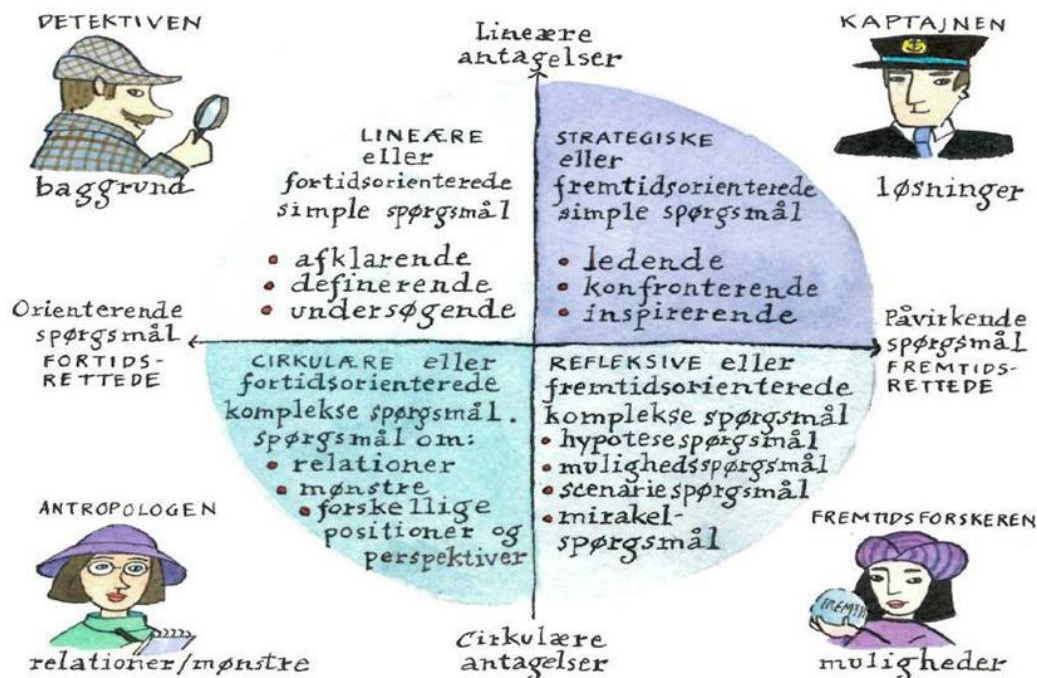 DETEKTIVEN
baggrund
Lineære
antagelser
KAPTAJNEN
løsninger
LINEÆRE
eller
fortidsorienterede
simple spørgsmål
• afklarende
• definerende
• undersøgende
STRATEGISKE
eller
fremtidsorienterede
simple spørgsmål
• ledende
• konfronterende
• inspirerende
Orienterende
spørgsmål
FORTIDS-
RETTEDE
Påvirkende
spørgsmål
FREMTIDS-
RETTEDE
CIRKULÆRE eller
fortidsorienterede
komplekse spørgsmål.
spørgsmål om:
• relationer
• mønstre
• forskellige
positioner og
perspektiver
REFLEKSIVE eller
fremtidsorienterede
komplekse spørgsmål
• hypotesespørgsmål
• mulighedsspørgsmål
• scenariespørgsmål
• mirakel-
spørgsmål
ANTROPOLOGEN
relationer/mønstre
Cirkulære
antagelser
FREMTIDSFORSKEREN
FREMTI
muligheder